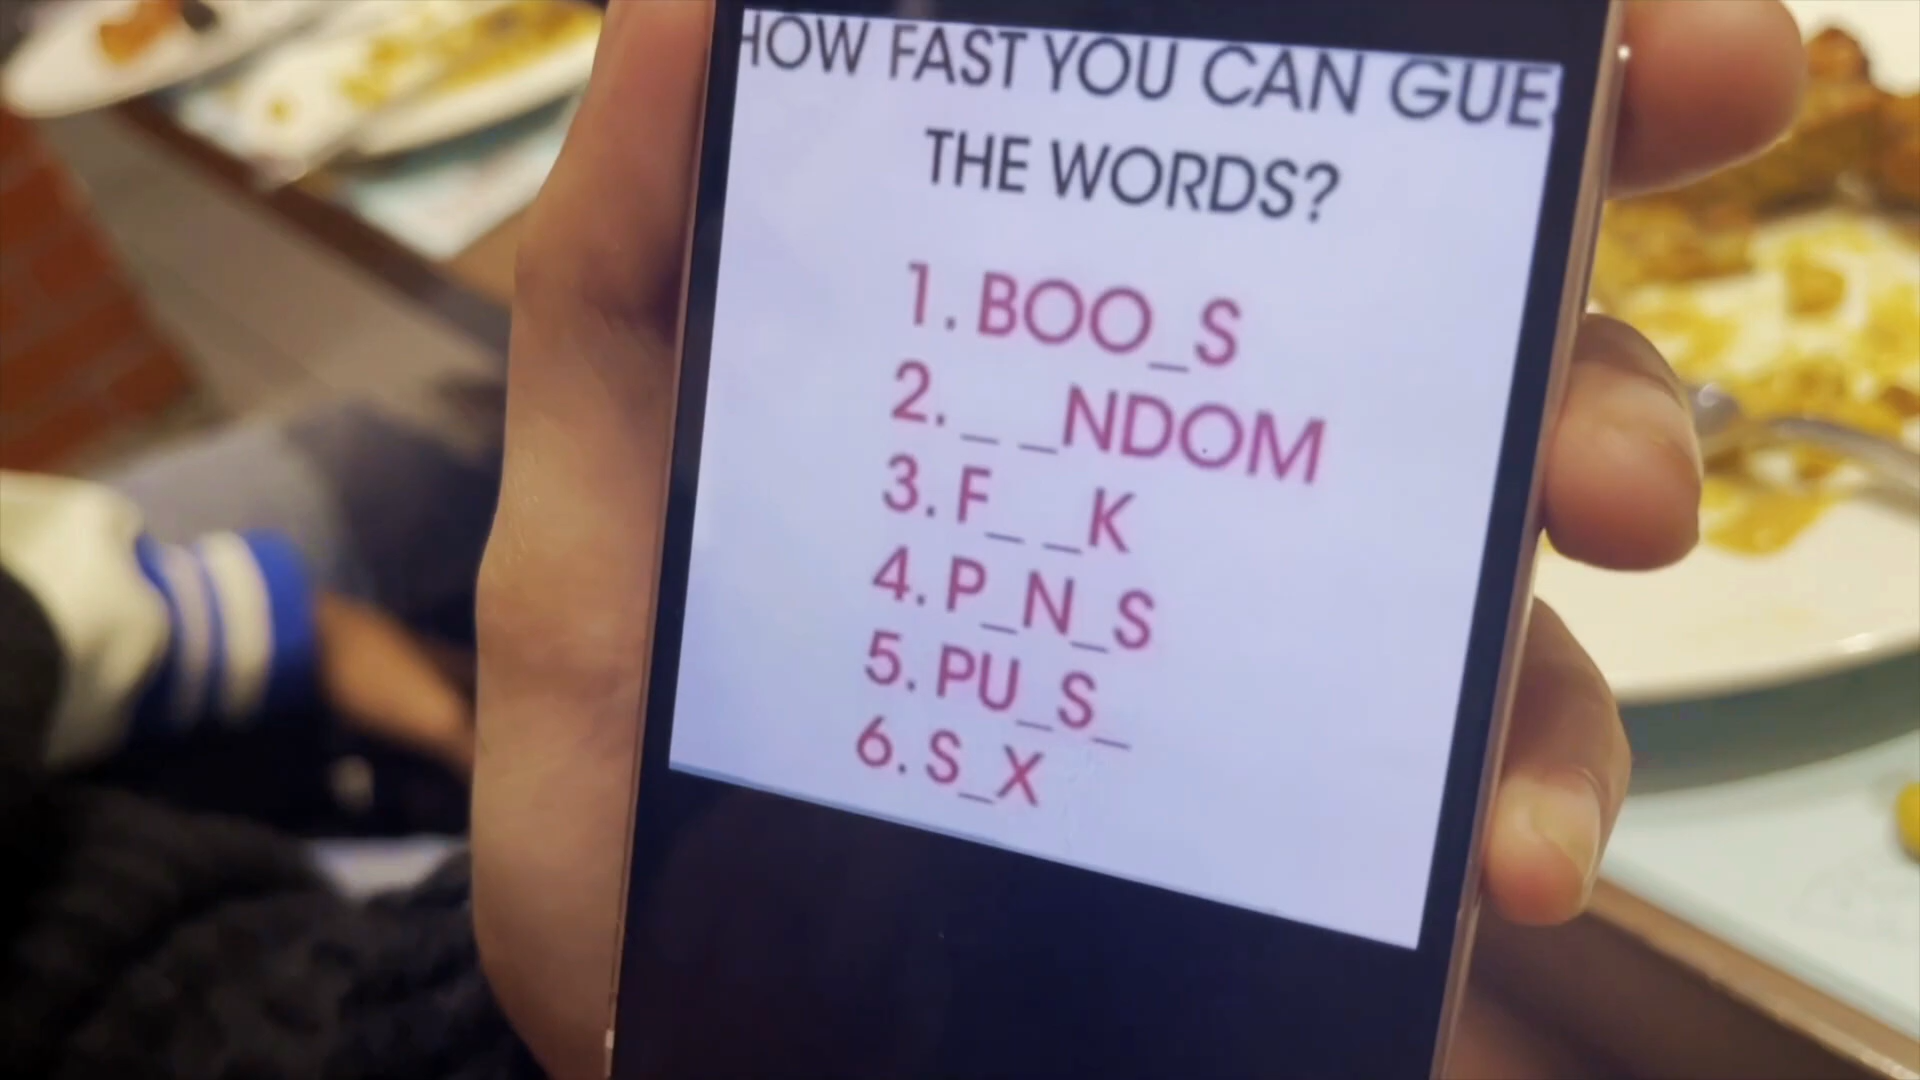 HOW FAST YOU CAN GUE
THE WORDS?
1. BOO_S
2. _ _NDOM
3. F_ _K
4. P_N_S
5. PU_S_
6. S_X